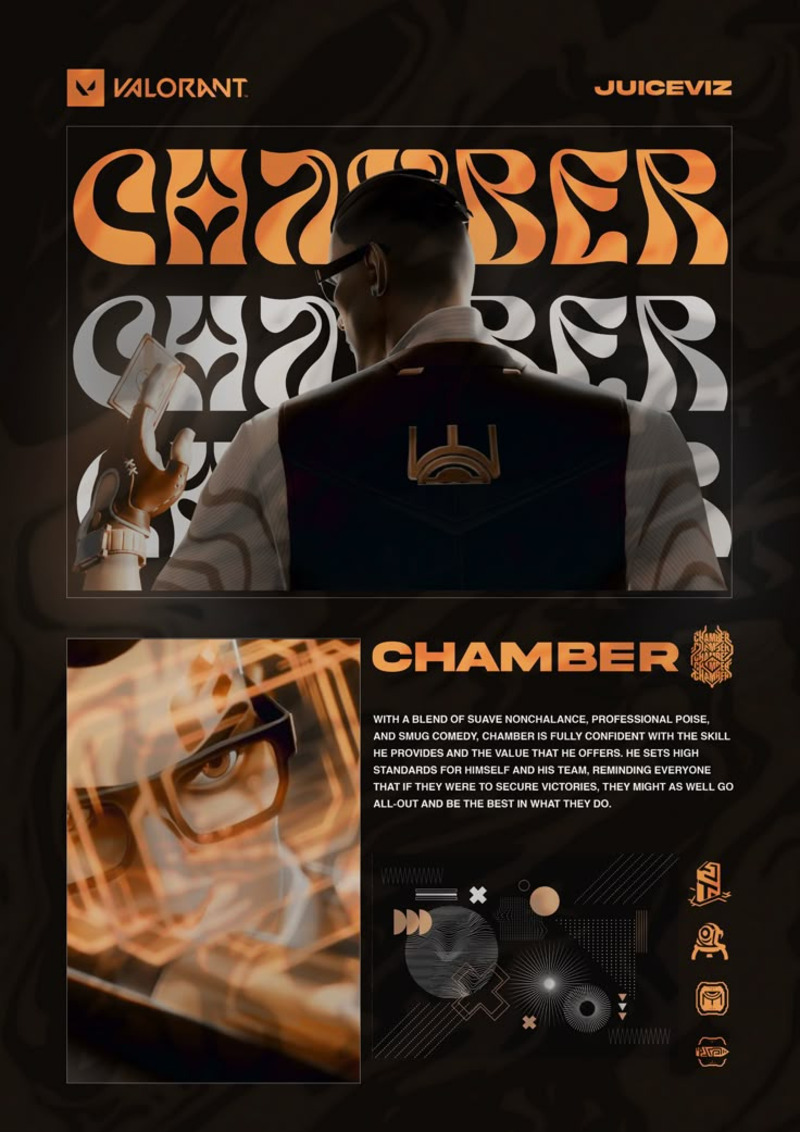 VALORANT
JUICEVIZ
CHAMBER
CHAMBER
CHAMBER
WITH A BLEND OF SUAVE NONCHALANCE, PROFESSIONAL POISE,
AND SMUG COMEDY, CHAMBER IS FULLY CONFIDENT WITH THE SKILL
HE PROVIDES AND THE VALUE THAT HE OFFERS. HE SETS HIGH
STANDARDS FOR HIMSELF AND HIS TEAM, REMINDING EVERYONE
THAT IF THEY WERE TO SECURE VICTORIES, THEY MIGHT AS WELL GO
ALL-OUT AND BE THE BEST IN WHAT THEY DO.